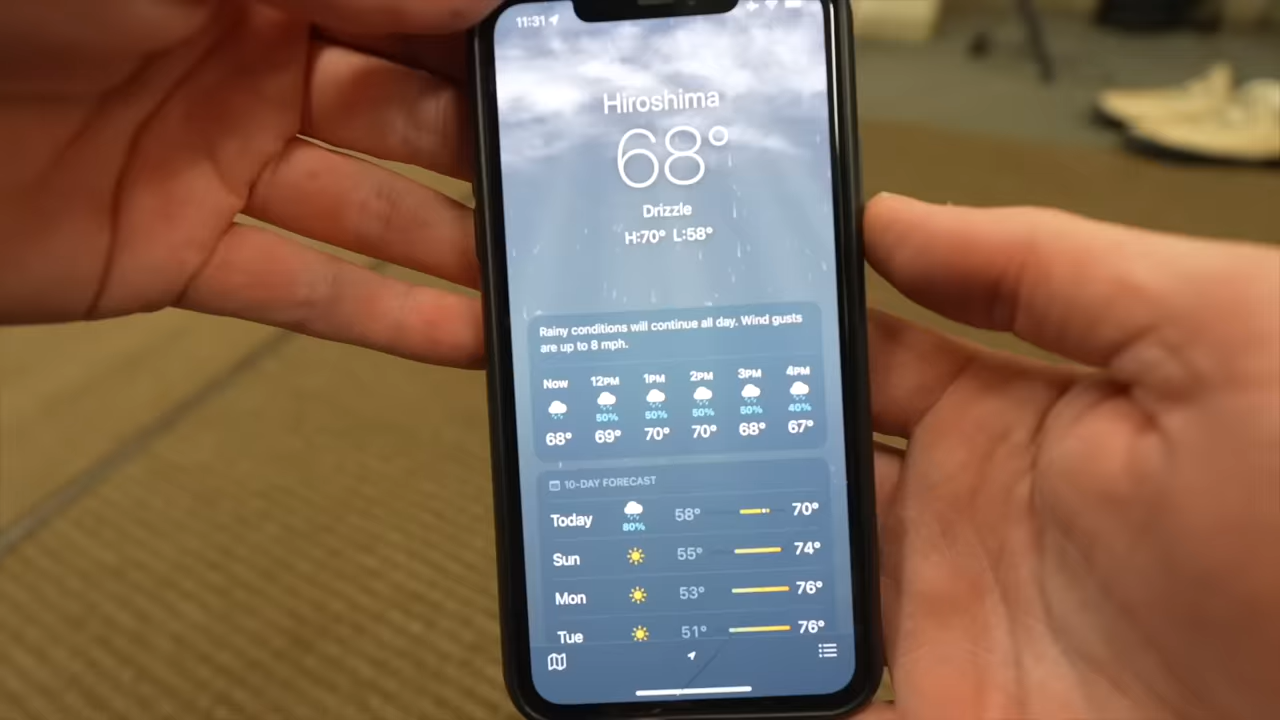 11:31
Hiroshima
68°
Drizzle
H:70° L:58°
Rainy conditions will continue all day. Wind gusts
are up to 8 mph.
Now 12PM 1PM 2PM 3PM 4PM
50% 50% 50% 50% 40%
68° 69° 70° 70° 68° 67°
10-DAY FORECAST
Today 80% 58° 70°
Sun 55° 74°
Mon 53° 76°
Tue 51° 76°